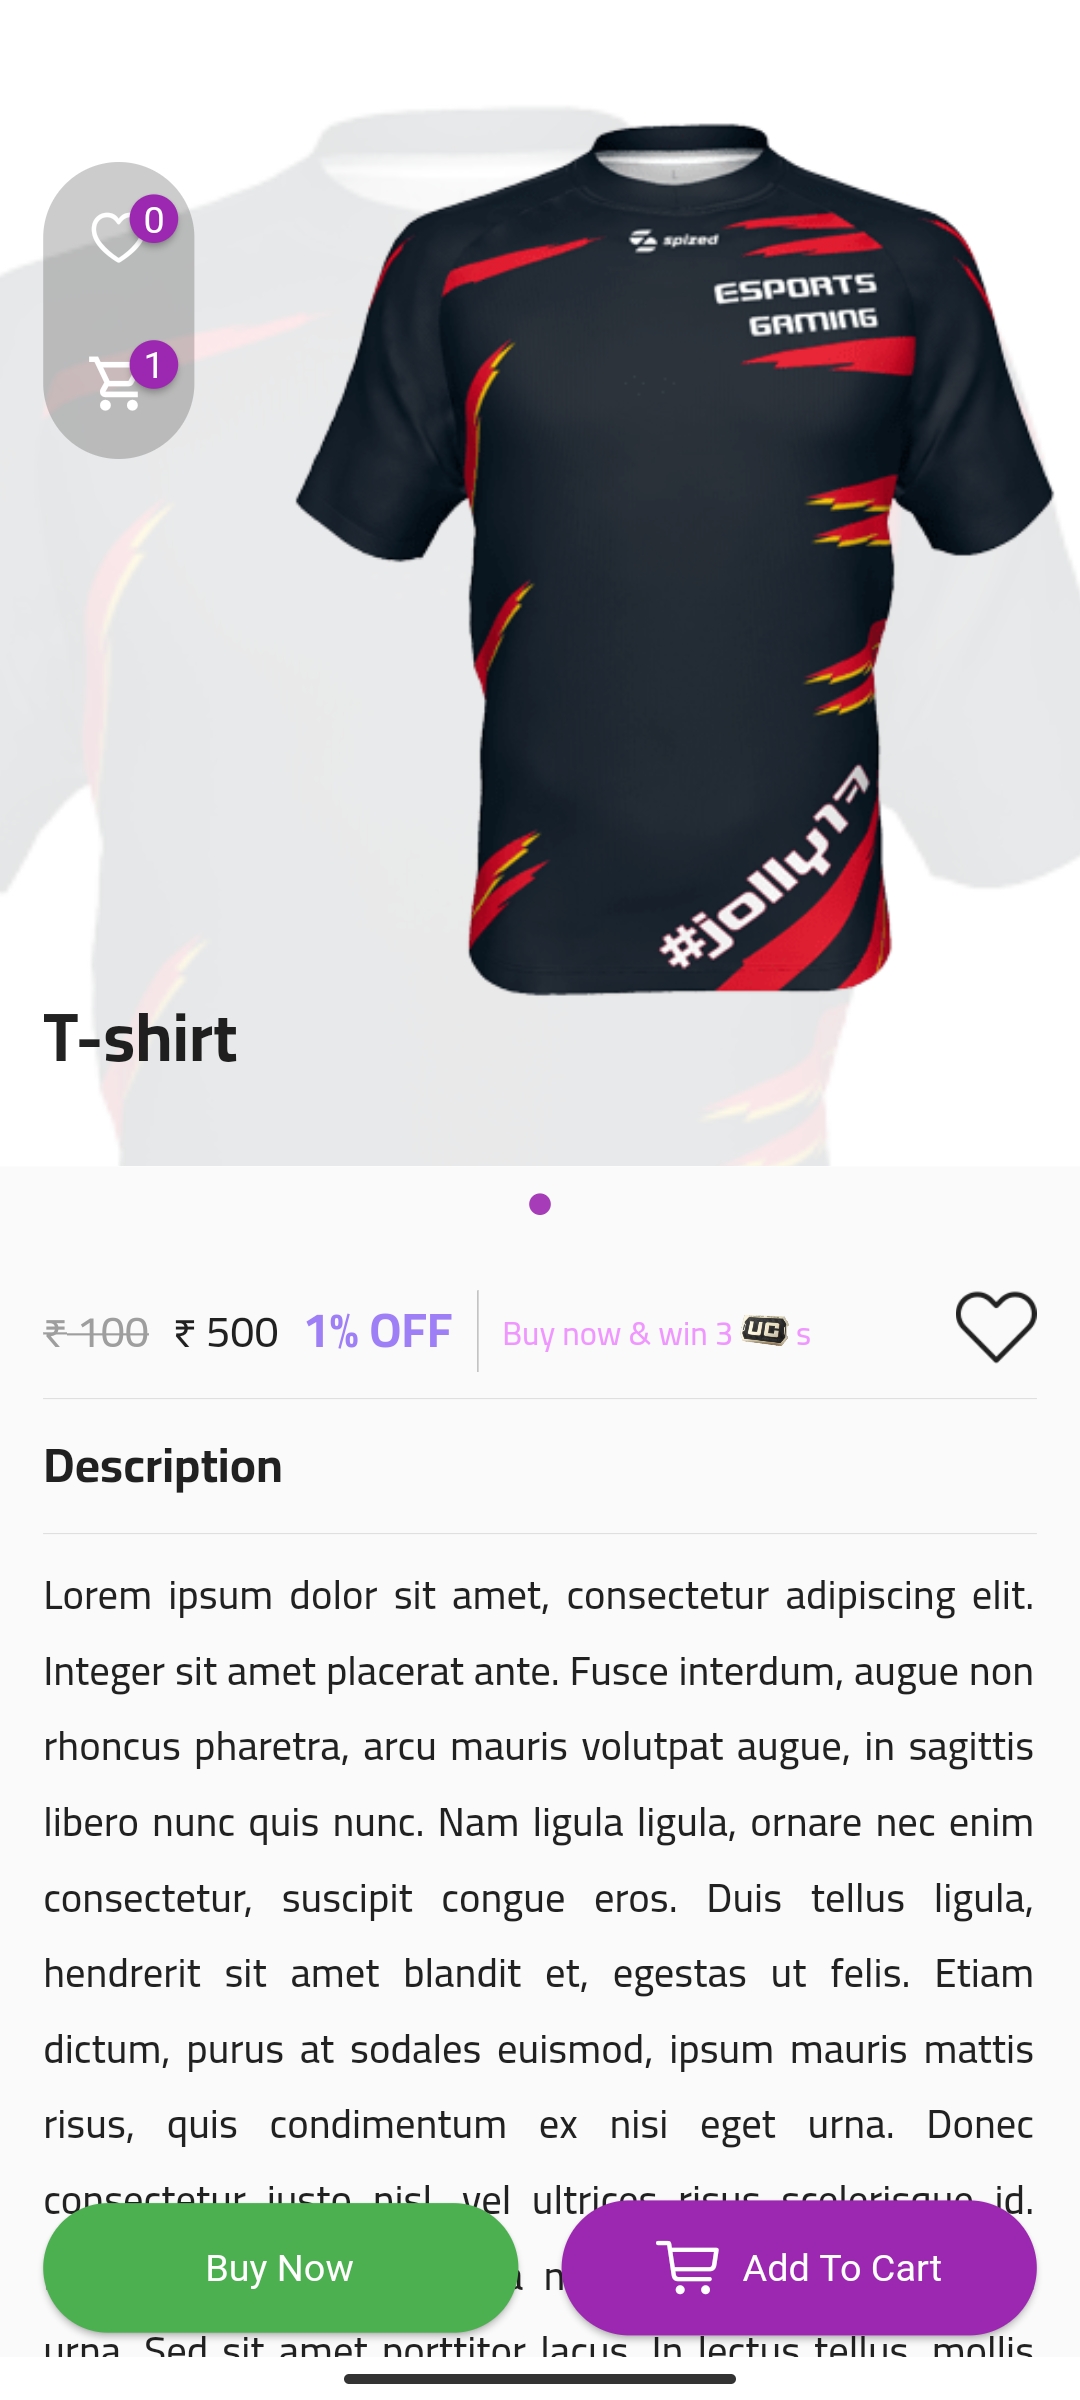 0
1
spized
ESPORTS
GAMING
#jolly17
T-shirt
₹ 100 ₹ 500 1% OFF Buy now & win 3 UC s
Description
Lorem ipsum dolor sit amet, consectetur adipiscing elit.
Integer sit amet placerat ante. Fusce interdum, augue non
rhoncus pharetra, arcu mauris volutpat augue, in sagittis
libero nunc quis nunc. Nam ligula ligula, ornare nec enim
consectetur, suscipit congue eros. Duis tellus ligula,
hendrerit sit amet blandit et, egestas ut felis. Etiam
dictum, purus at sodales euismod, ipsum mauris mattis
risus, quis condimentum ex nisi eget urna. Donec
consectetur justo nisl, vel ultrices risus scelerisque id.
Buy Now
Add To Cart
urna. Sed sit amet porttitor lacus. In lectus tellus, mollis